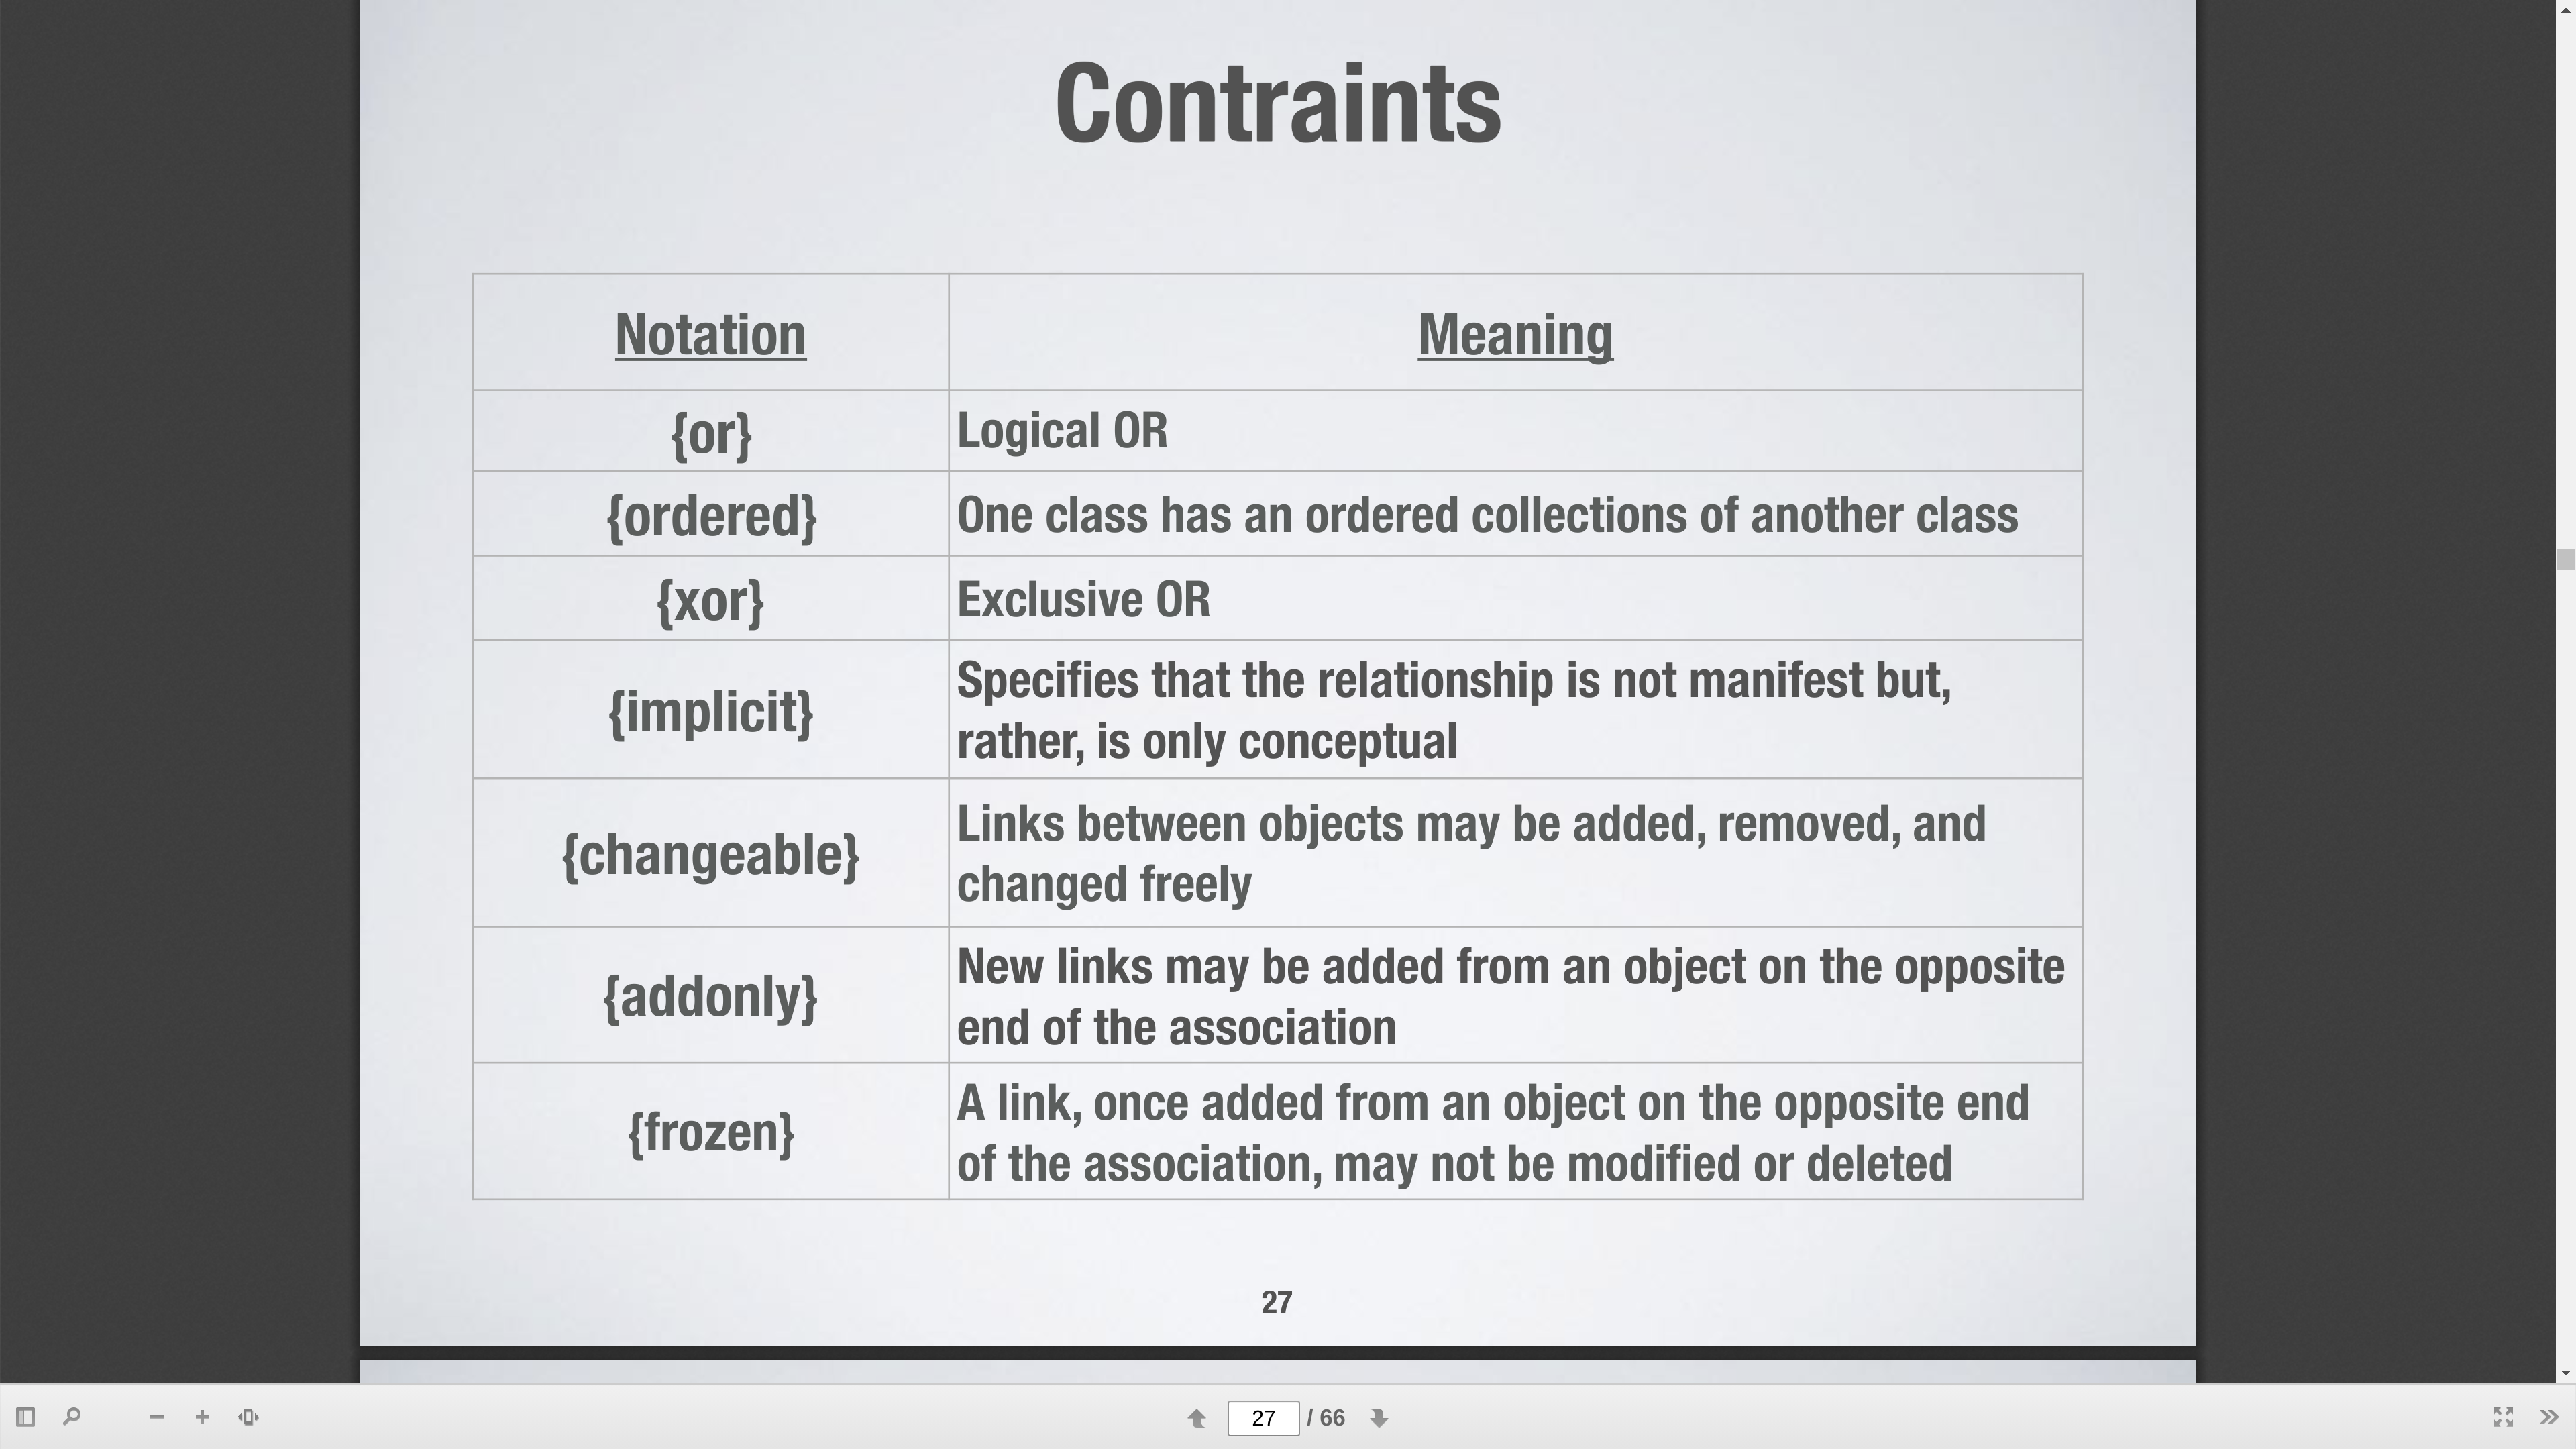 Contraints
Notation
Meaning
{or}
Logical OR
{ordered}
One class has an ordered collections of another class
{xor}
Exclusive OR
{implicit}
Specifies that the relationship is not manifest but,
rather, is only conceptual
{changeable}
Links between objects may be added, removed, and
changed freely
{addonly}
New links may be added from an object on the opposite
end of the association
{frozen}
A link, once added from an object on the opposite end
of the association, may not be modified or deleted
27
27 / 66